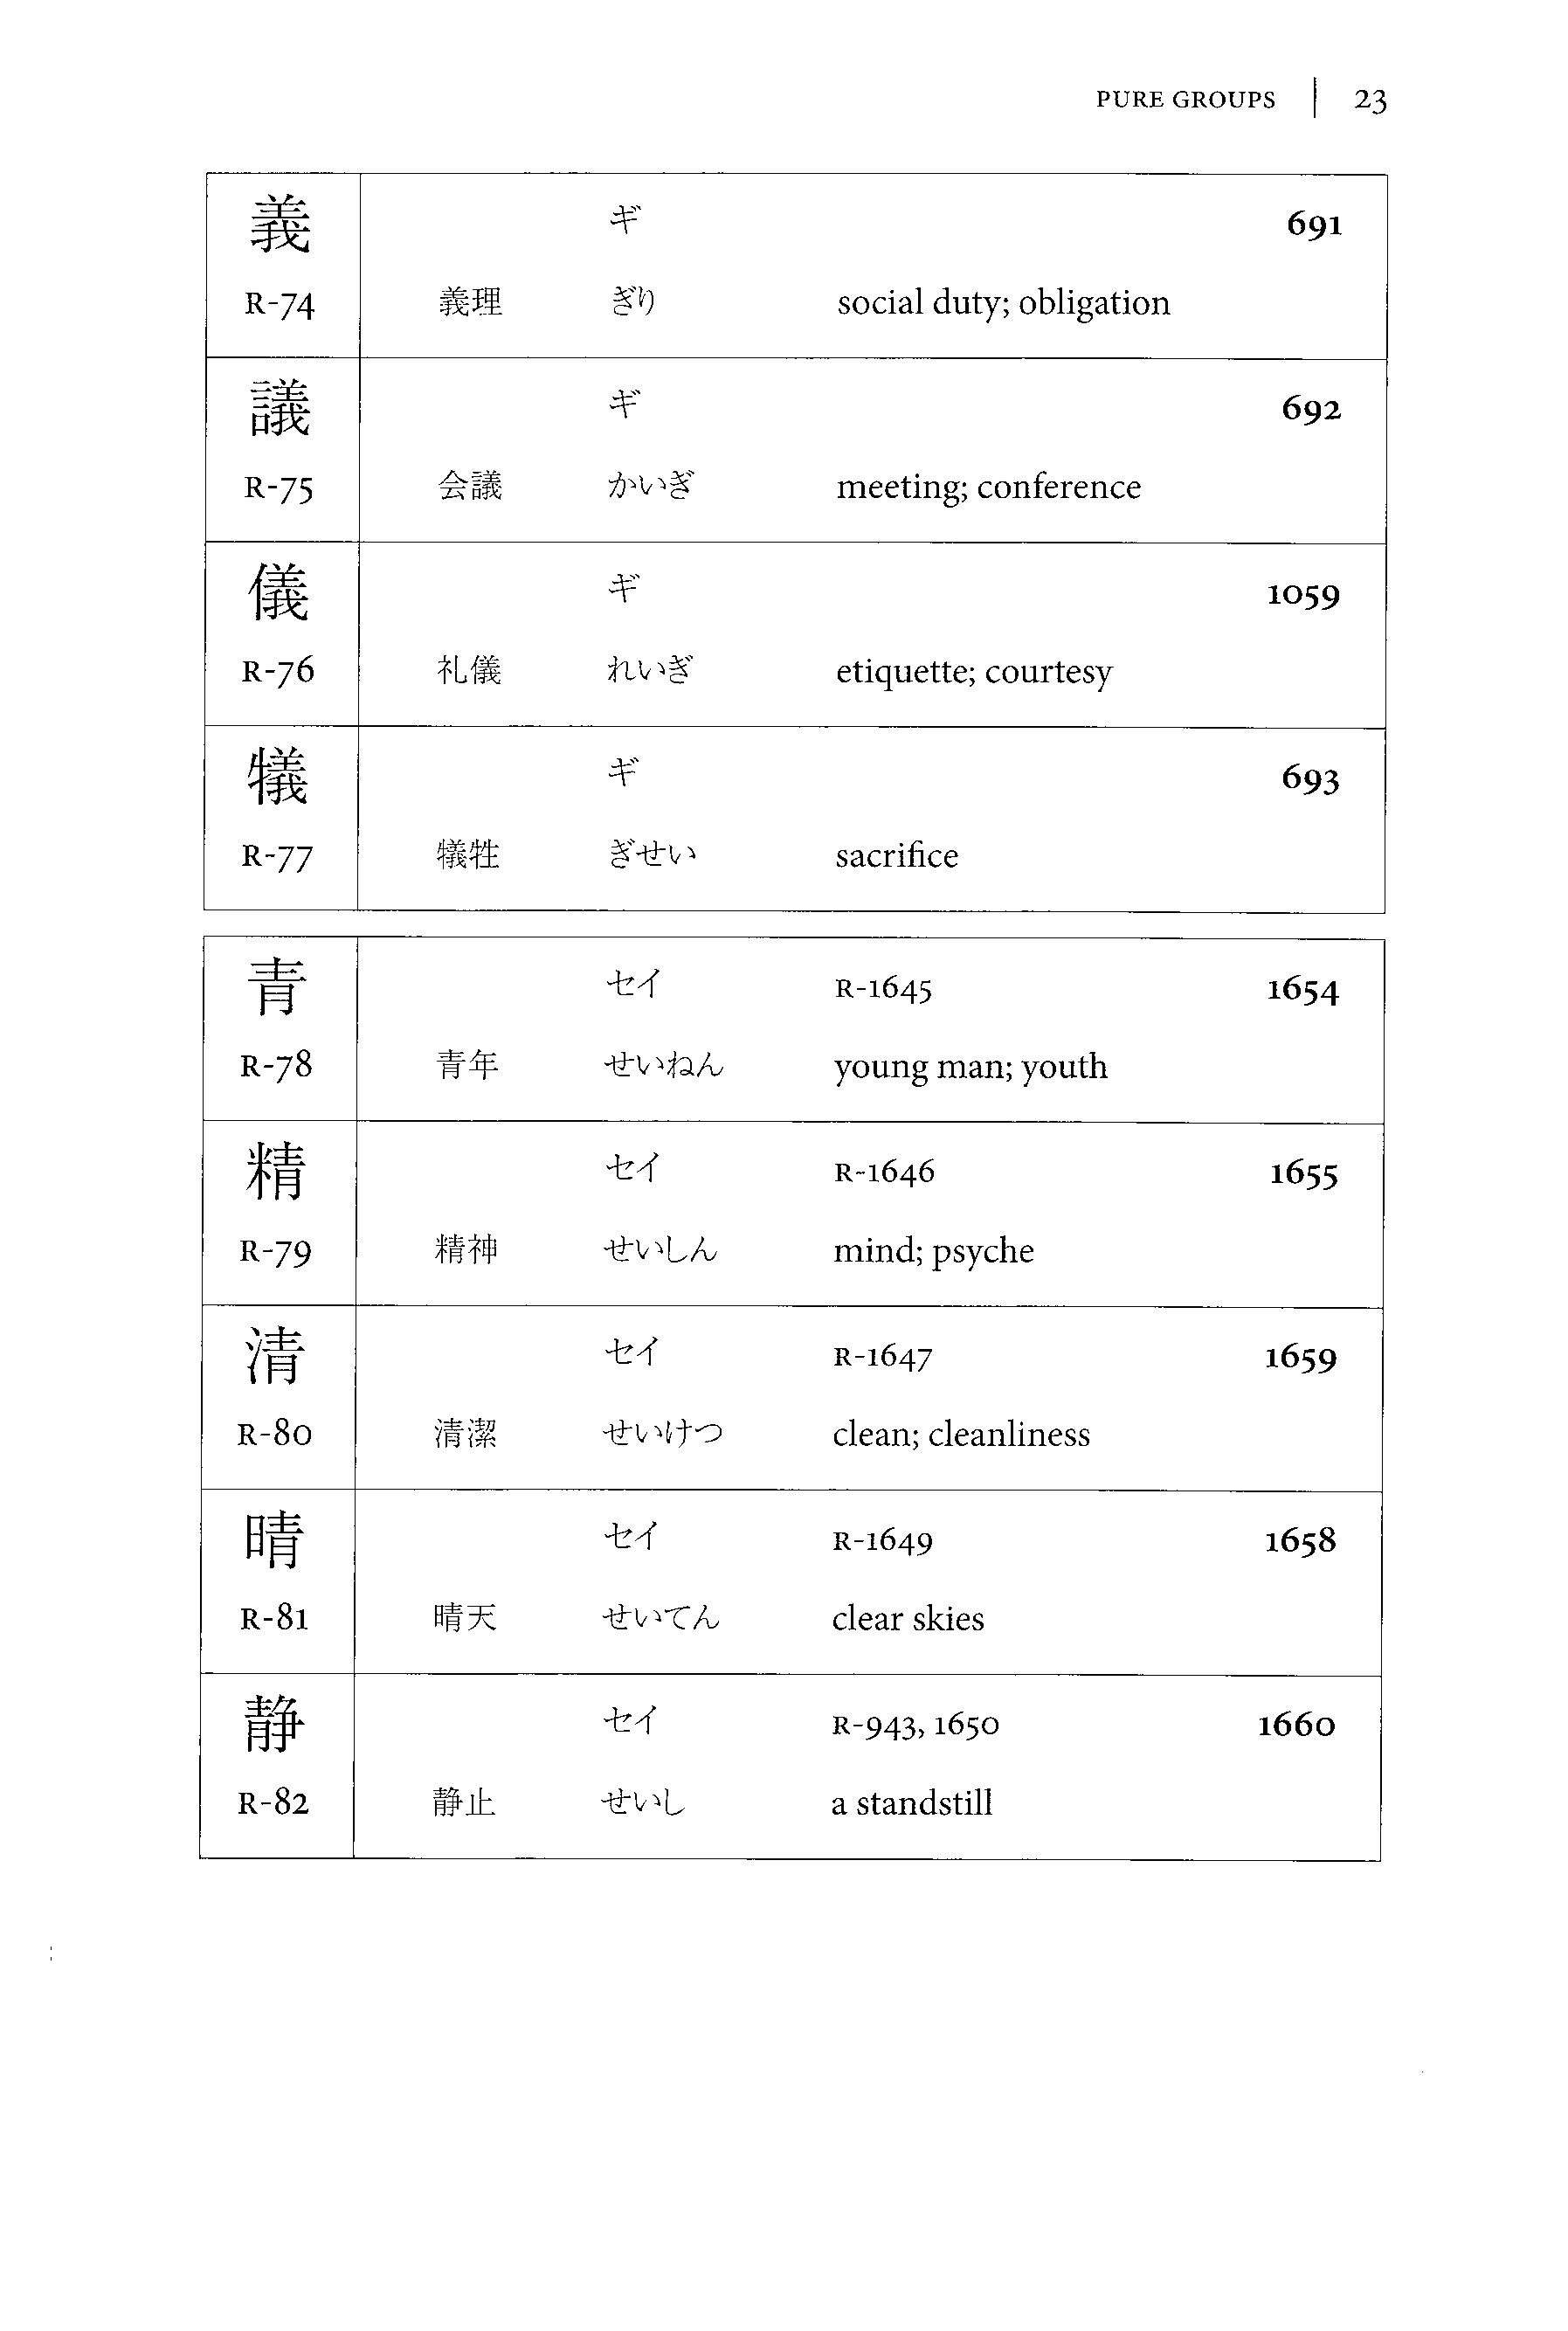 PURE GROUPS | 23
義 ギ 691
R-74 義理 ぎり social duty; obligation
議 ギ 692
R-75 会議 かいぎ meeting; conference
儀 ギ 1059
R-76 礼儀 れいぎ etiquette; courtesy
犠 ギ 693
R-77 犠牲 ぎせい sacrifice
青 セイ R-1645 1654
R-78 青年 せいねん young man; youth
精 セイ R-1646 1655
R-79 精神 せいしん mind; psyche
清 セイ R-1647 1659
R-80 清潔 せいけつ clean; cleanliness
晴 セイ R-1649 1658
R-81 晴天 せいてん clear skies
静 セイ R-943, 1650 1660
R-82 静止 せいし a standstill